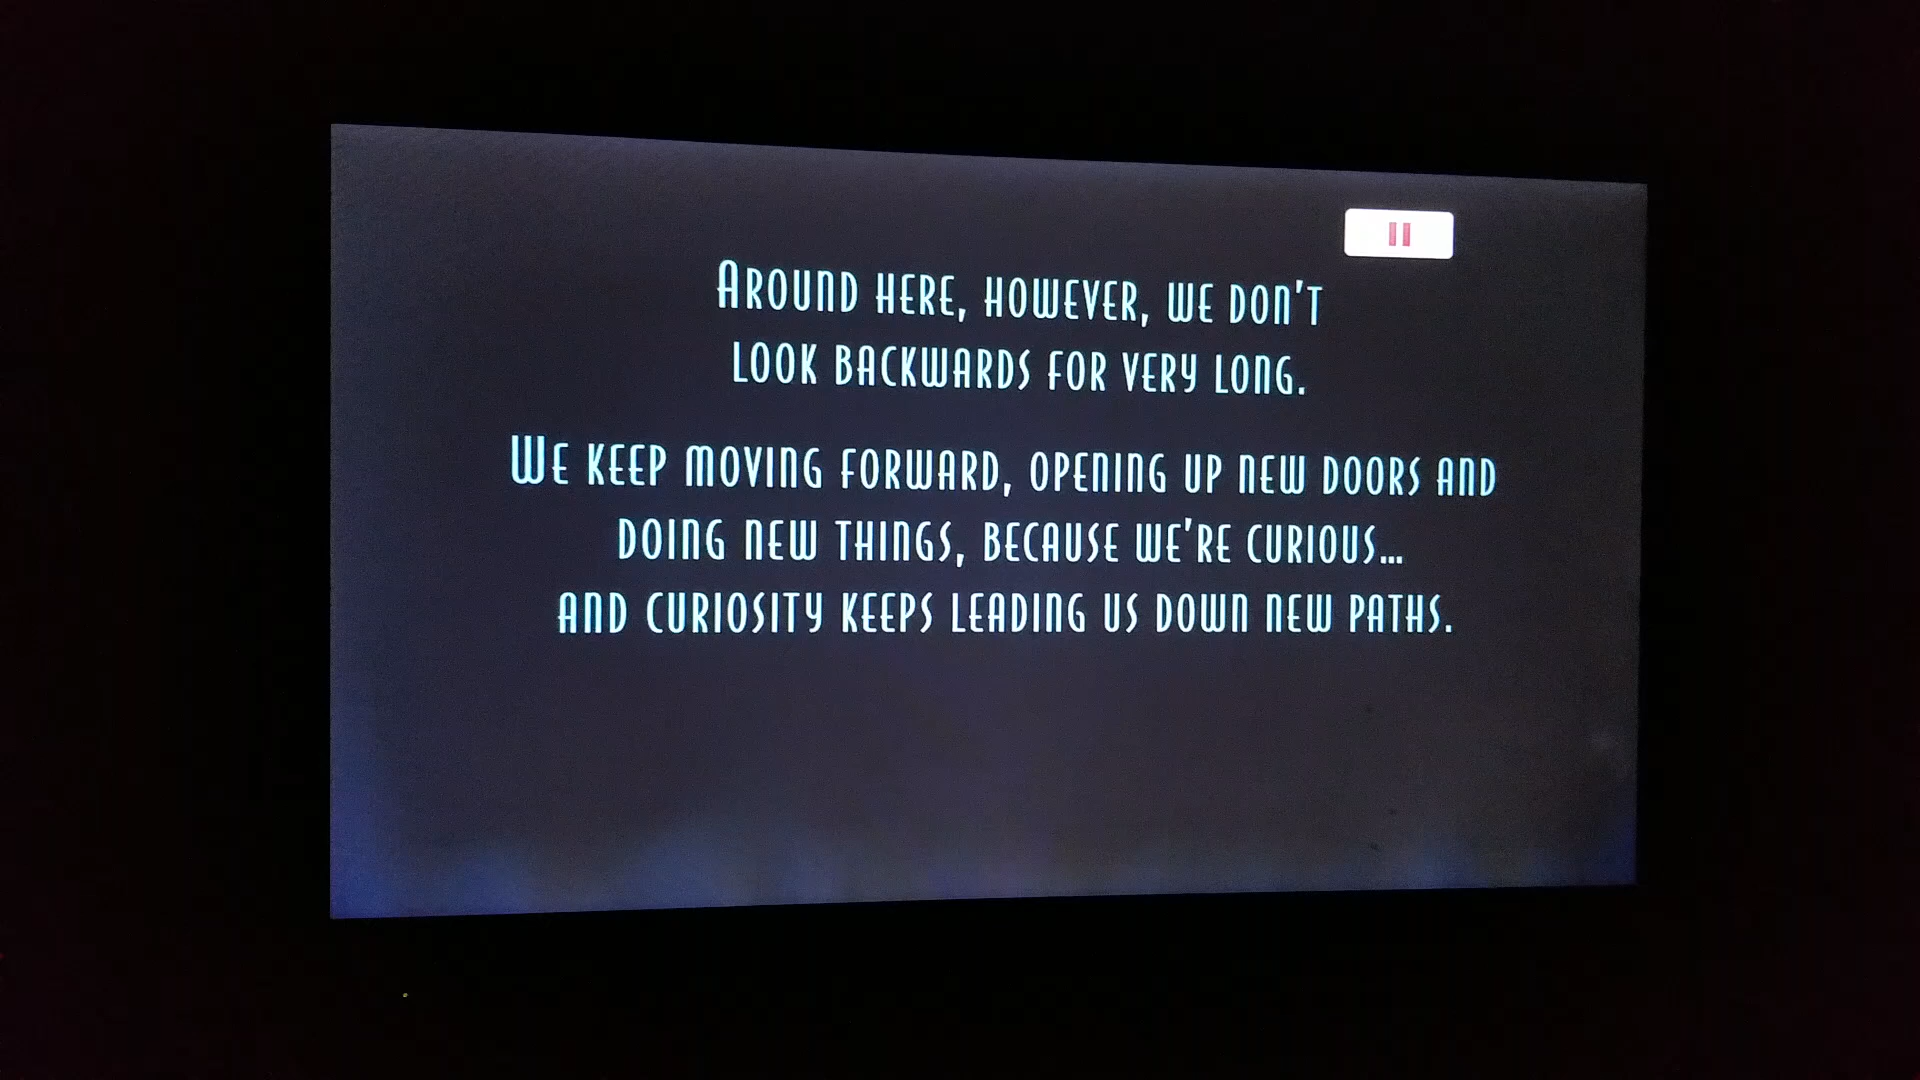 Around here, however, we don't
look backwards for very long.
We keep moving forward, opening up new doors and
doing new things, because we're curious...
and curiosity keeps leading us down new paths.